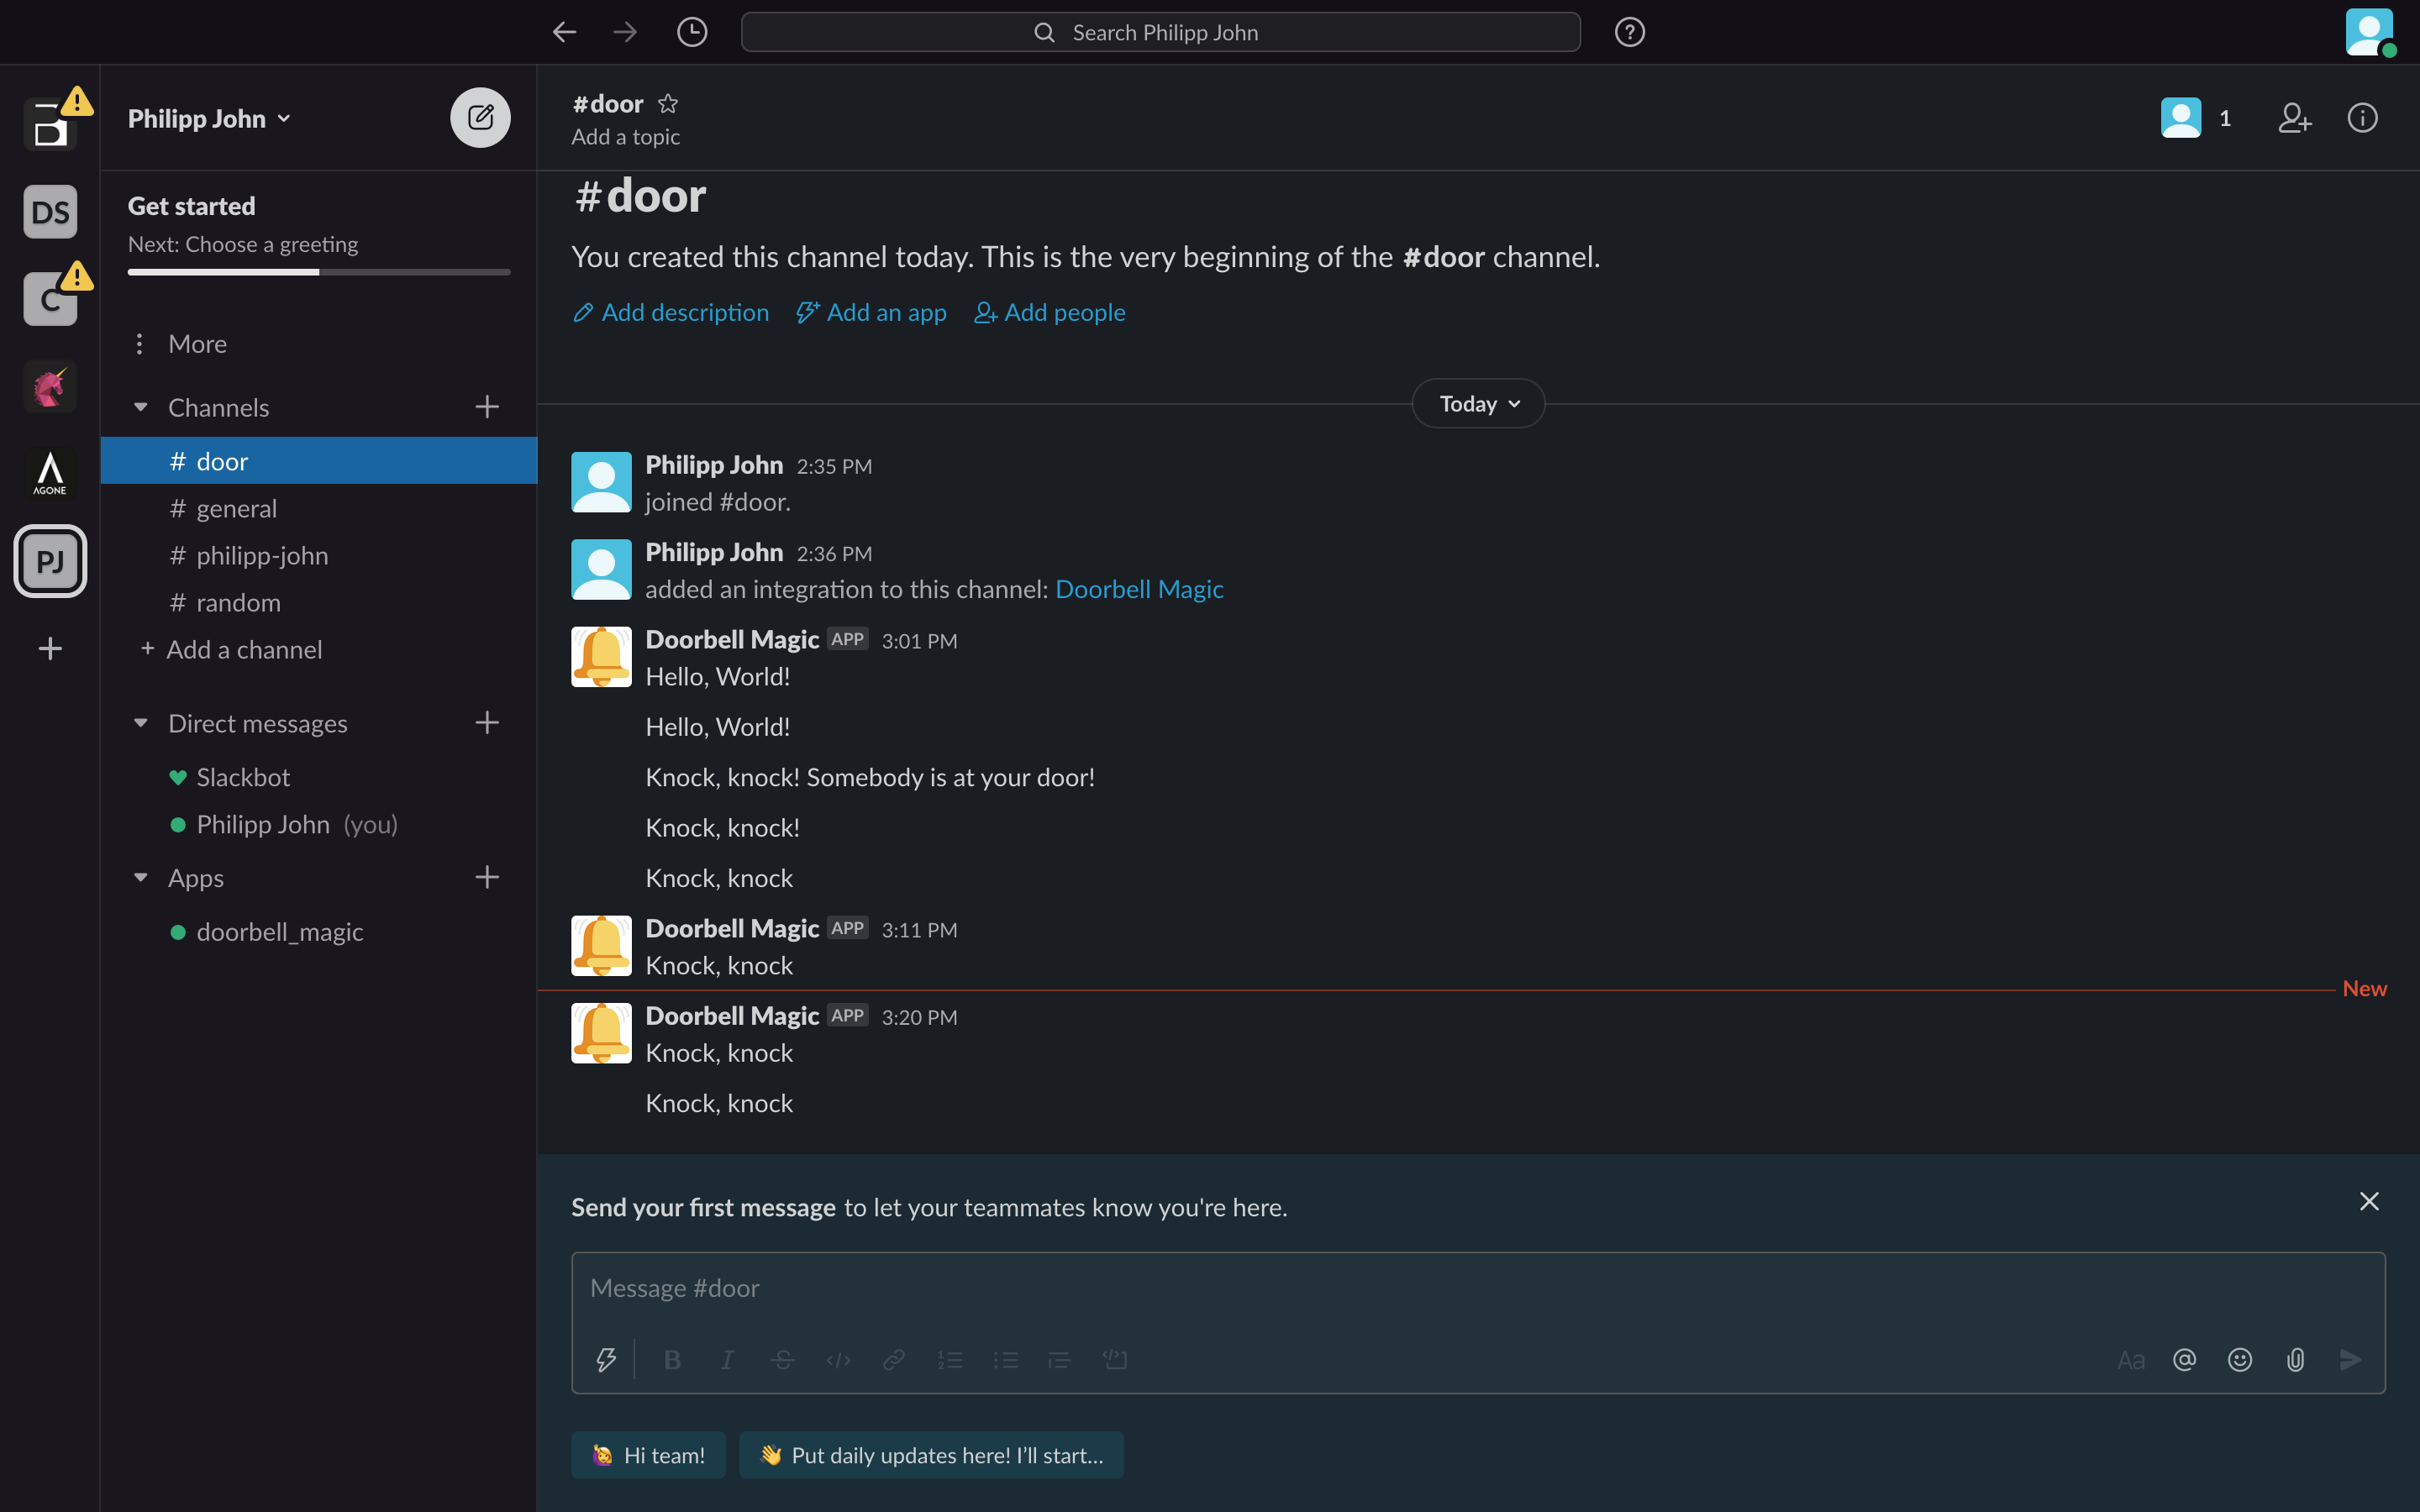 Search Philipp John
Philipp John
DS
C
AGONE
PJ
Get started
Next: Choose a greeting
More
Channels
# door
# general
# philipp-john
# random
+ Add a channel
Direct messages
Slackbot
Philipp John (you)
Apps
doorbell_magic
#door
Add a topic
1
#door
You created this channel today. This is the very beginning of the #door channel.
Add description Add an app Add people
Today
Philipp John 2:35 PM
joined #door.
Philipp John 2:36 PM
added an integration to this channel: Doorbell Magic
Doorbell Magic APP 3:01 PM
Hello, World!
Hello, World!
Knock, knock! Somebody is at your door!
Knock, knock!
Knock, knock
Doorbell Magic APP 3:11 PM
Knock, knock
New
Doorbell Magic APP 3:20 PM
Knock, knock
Knock, knock
Send your first message to let your teammates know you're here.
Message #door
B I S Aa @
Hi team! Put daily updates here! I’ll start...